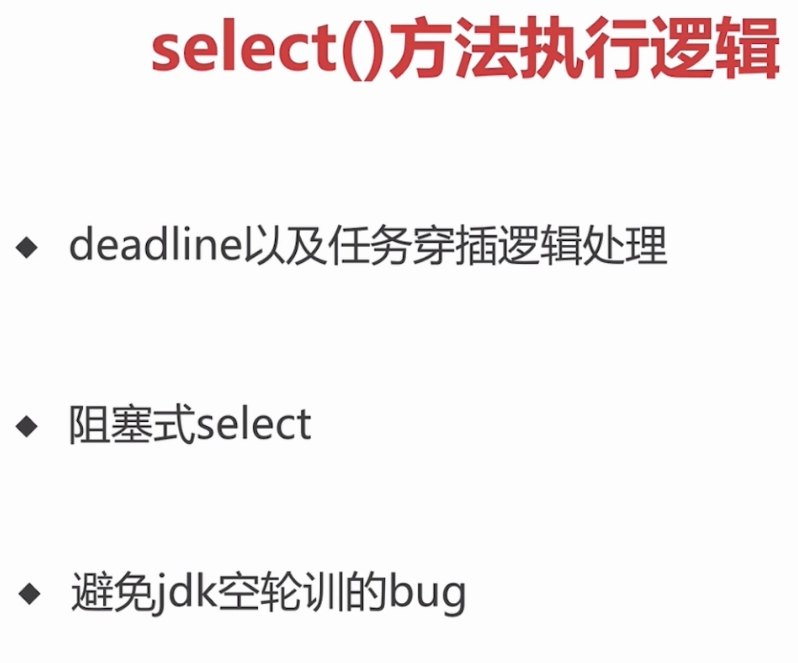 select()方法执行逻辑
◆ deadline以及任务穿插逻辑处理
◆ 阻塞式select
◆ 避免jdk空轮训的bug